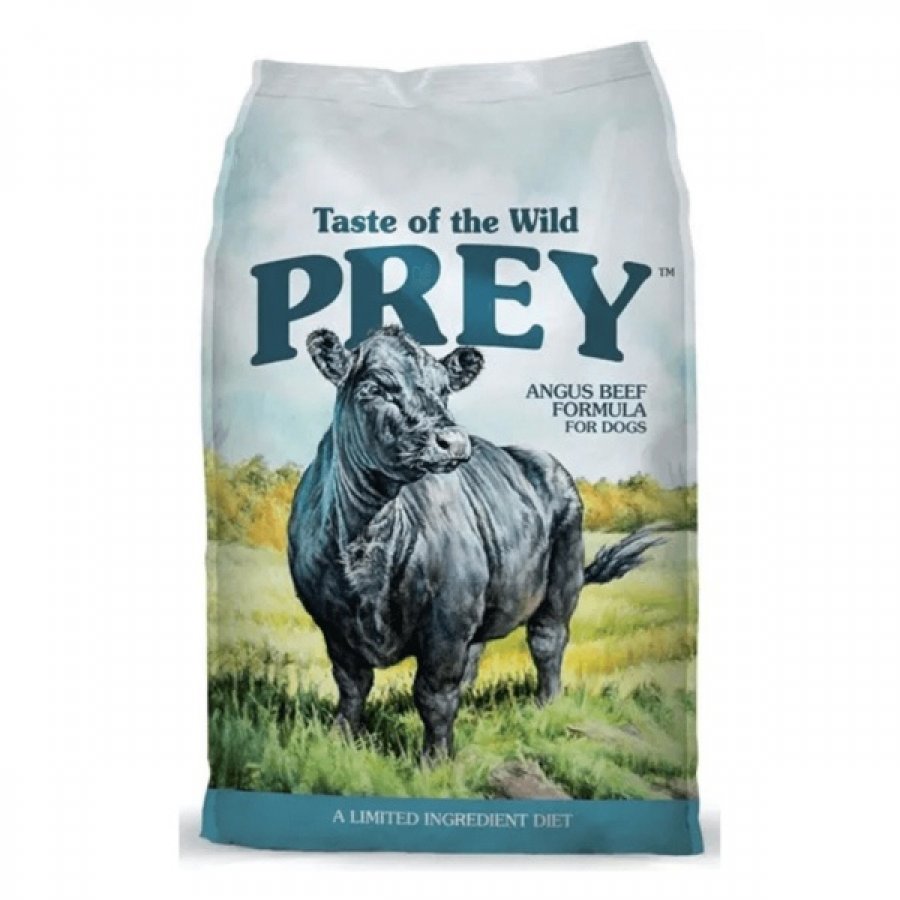 Taste of the Wild
PREY™
ANGUS BEEF
FORMULA
FOR DOGS
A LIMITED INGREDIENT DIET